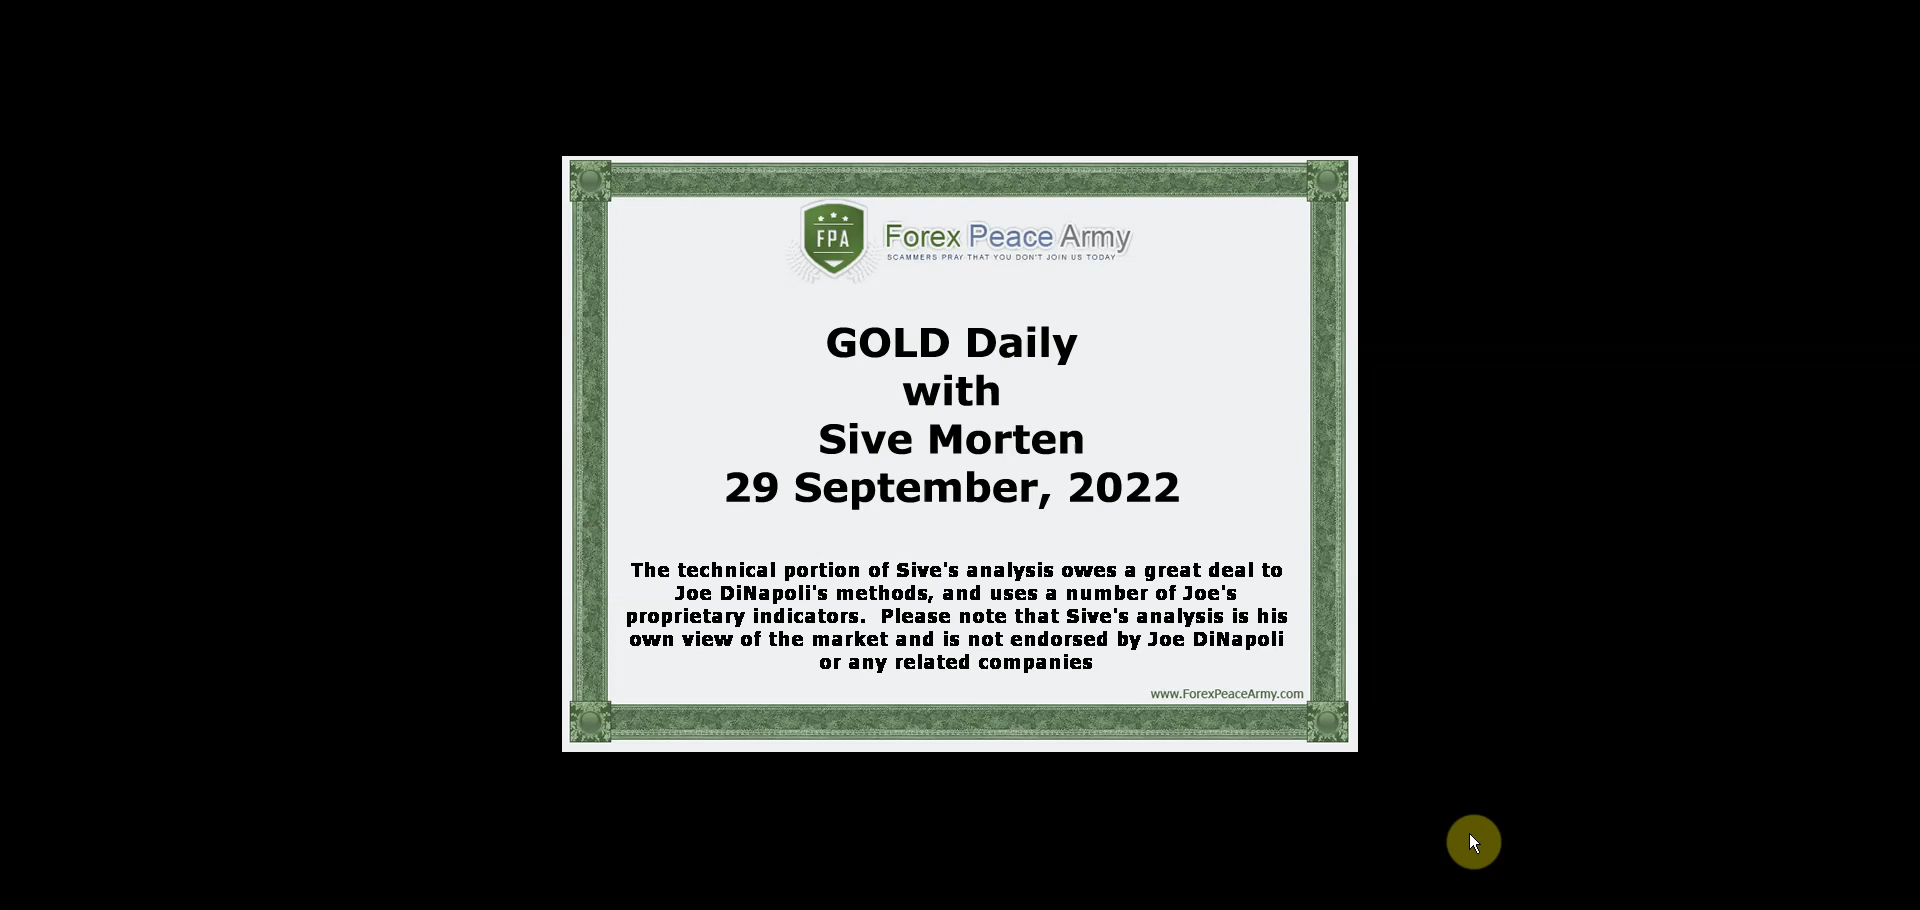 FPA
Forex Peace Army
SCAMMERS PRAY THAT YOU DON'T JOIN US TODAY
GOLD Daily
with
Sive Morten
29 September, 2022
The technical portion of Sive's analysis owes a great deal to
Joe DiNapoli's methods, and uses a number of Joe's
proprietary indicators. Please note that Sive's analysis is his
own view of the market and is not endorsed by Joe DiNapoli
or any related companies
www.ForexPeaceArmy.com